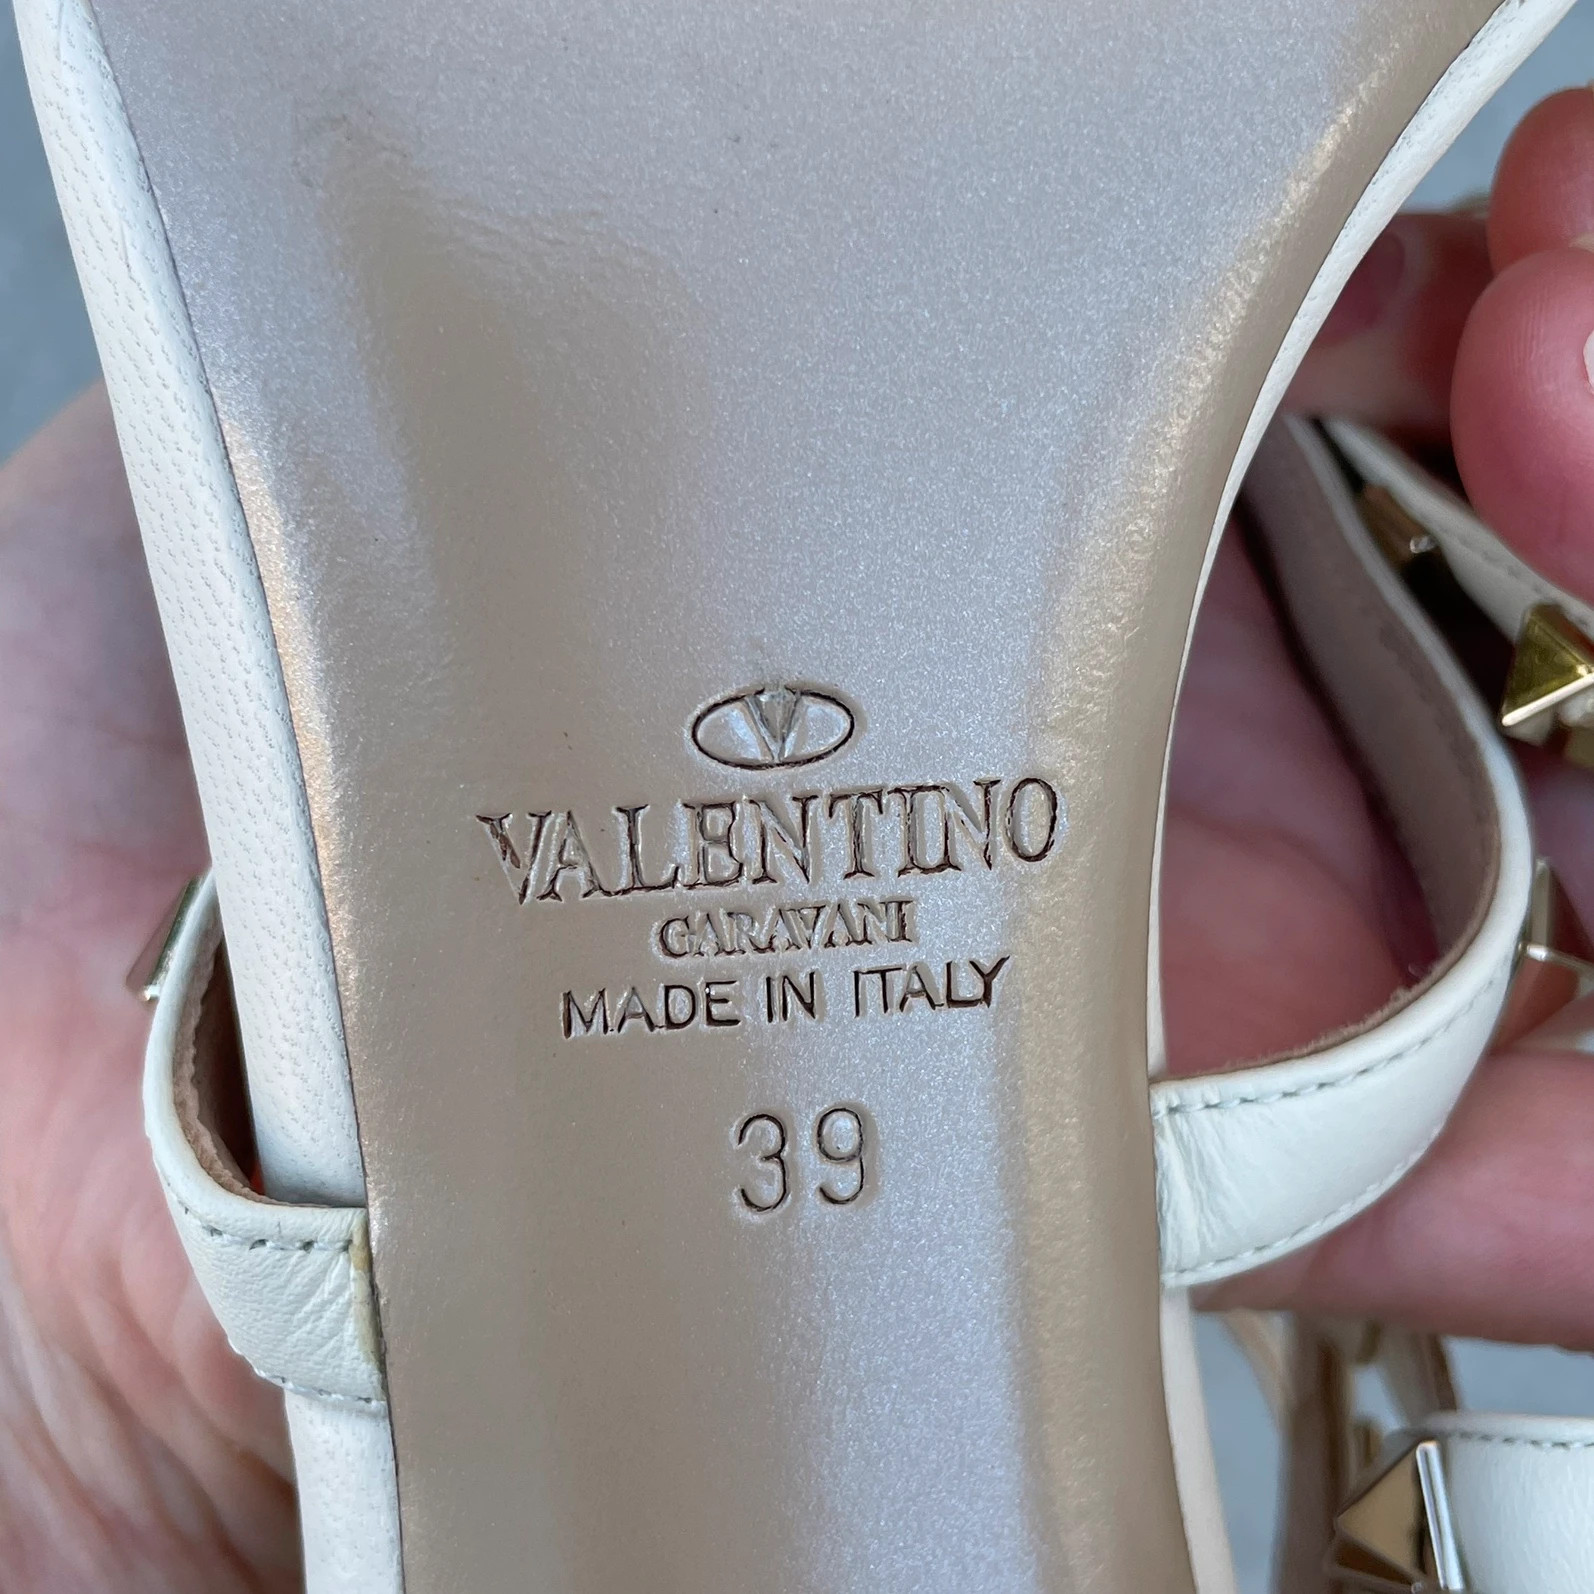 V
VALENTINO
GARAVANI
MADE IN ITALY
39